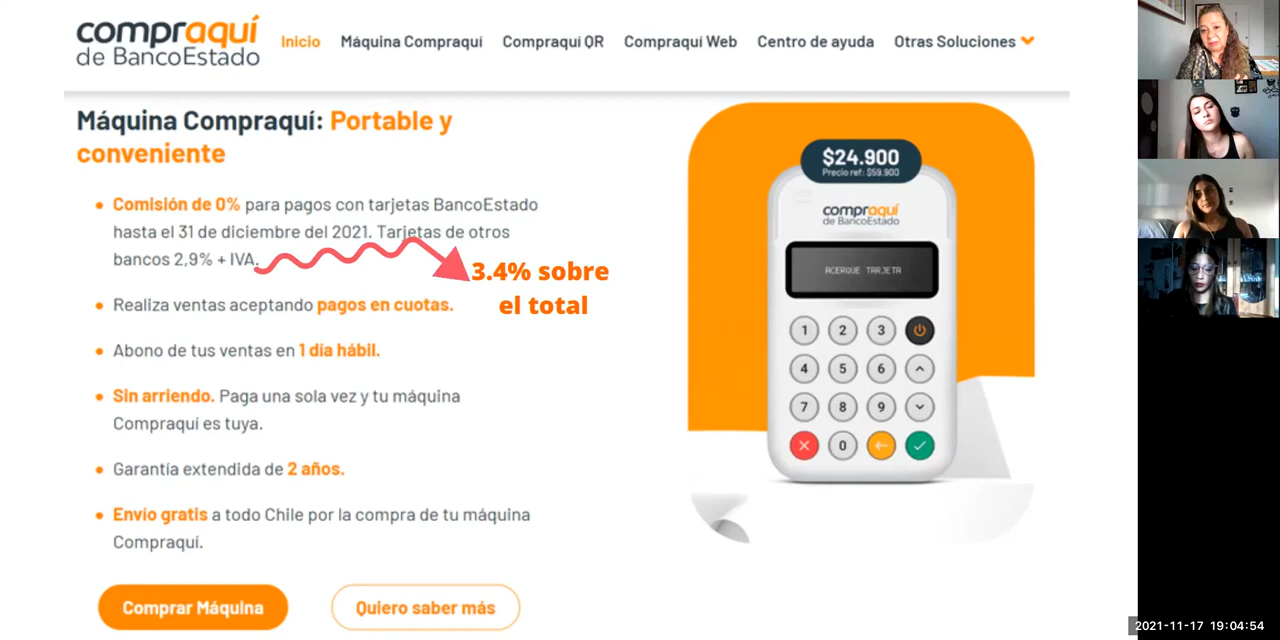 compraquí
de BancoEstado
Inicio
Máquina Compraquí
Compraquí QR
Compraquí Web
Centro de ayuda
Otras Soluciones
Máquina Compraquí: Portable y
conveniente
Comisión de 0% para pagos con tarjetas BancoEstado
hasta el 31 de diciembre del 2021. Tarjetas de otros
bancos 2,9% + IVA.
3.4% sobre
el total
Realiza ventas aceptando pagos en cuotas.
Abono de tus ventas en 1 día hábil.
Sin arriendo. Paga una sola vez y tu máquina
Compraquí es tuya.
Garantía extendida de 2 años.
Envío gratis a todo Chile por la compra de tu máquina
Compraquí.
Comprar Máquina
Quiero saber más
$24.900
Precio ref: $59.900
compraquí
de BancoEstado
ACERQUE TARJETA
1 2 3
4 5 6
7 8 9
0
2021-11-17 19:04:54